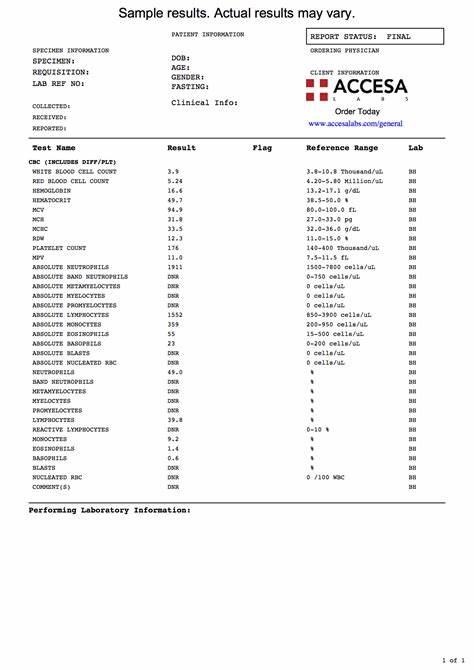 Sample results. Actual results may vary.
PATIENT INFORMATION
REPORT STATUS: FINAL
SPECIMEN INFORMATION
SPECIMEN:
REQUISITION:
LAB REF NO:
DOB:
AGE:
GENDER:
FASTING:
ORDERING PHYSICIAN
CLIENT INFORMATION
ACCESA
LABS
Order Today
www.accesalabs.com/general
Clinical Info:
COLLECTED:
RECEIVED:
REPORTED:
Test Name Result Flag Reference Range Lab
CBC (INCLUDES DIFF/PLT)
WHITE BLOOD CELL COUNT 3.9 3.8-10.8 Thousand/uL BH
RED BLOOD CELL COUNT 5.24 4.20-5.80 Million/uL BH
HEMOGLOBIN 16.6 13.2-17.1 g/dL BH
HEMATOCRIT 49.7 38.5-50.0 % BH
MCV 94.9 80.0-100.0 fL BH
MCH 31.8 27.0-33.0 pg BH
MCHC 33.5 32.0-36.0 g/dL BH
RDW 12.3 11.0-15.0 % BH
PLATELET COUNT 176 140-400 Thousand/uL BH
MPV 11.0 7.5-11.5 fL BH
ABSOLUTE NEUTROPHILS 1911 1500-7800 cells/uL BH
ABSOLUTE BAND NEUTROPHILS DNR 0-750 cells/uL BH
ABSOLUTE METAMYELOCYTES DNR 0 cells/uL BH
ABSOLUTE MYELOCYTES DNR 0 cells/uL BH
ABSOLUTE PROMYELOCYTES DNR 0 cells/uL BH
ABSOLUTE LYMPHOCYTES 1552 850-3900 cells/uL BH
ABSOLUTE MONOCYTES 359 200-950 cells/uL BH
ABSOLUTE EOSINOPHILS 55 15-500 cells/uL BH
ABSOLUTE BASOPHILS 23 0-200 cells/uL BH
ABSOLUTE BLASTS DNR 0 cells/uL BH
ABSOLUTE NUCLEATED RBC DNR 0 cells/uL BH
NEUTROPHILS 49.0 % BH
BAND NEUTROPHILS DNR % BH
METAMYELOCYTES DNR % BH
MYELOCYTES DNR % BH
PROMYELOCYTES DNR % BH
LYMPHOCYTES 39.8 % BH
REACTIVE LYMPHOCYTES DNR 0-10 % BH
MONOCYTES 9.2 % BH
EOSINOPHILS 1.4 % BH
BASOPHILS 0.6 % BH
BLASTS DNR % BH
NUCLEATED RBC DNR 0 /100 WBC BH
COMMENT(S) DNR BH
Performing Laboratory Information:
1 of 1